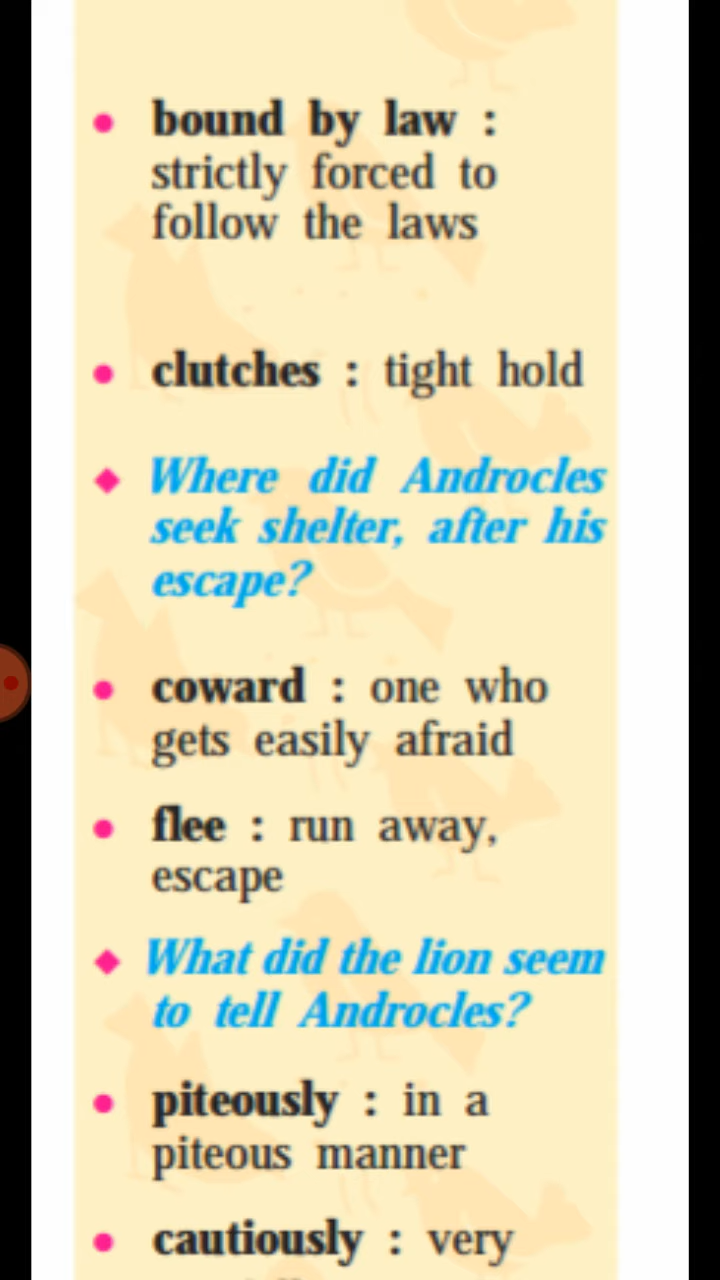 • bound by law :
strictly forced to
follow the laws
• clutches : tight hold
◆ Where did Androcles
seek shelter, after his
escape?
• coward : one who
gets easily afraid
• flee : run away,
escape
◆ What did the lion seem
to tell Androcles?
• piteously : in a
piteous manner
• cautiously : very